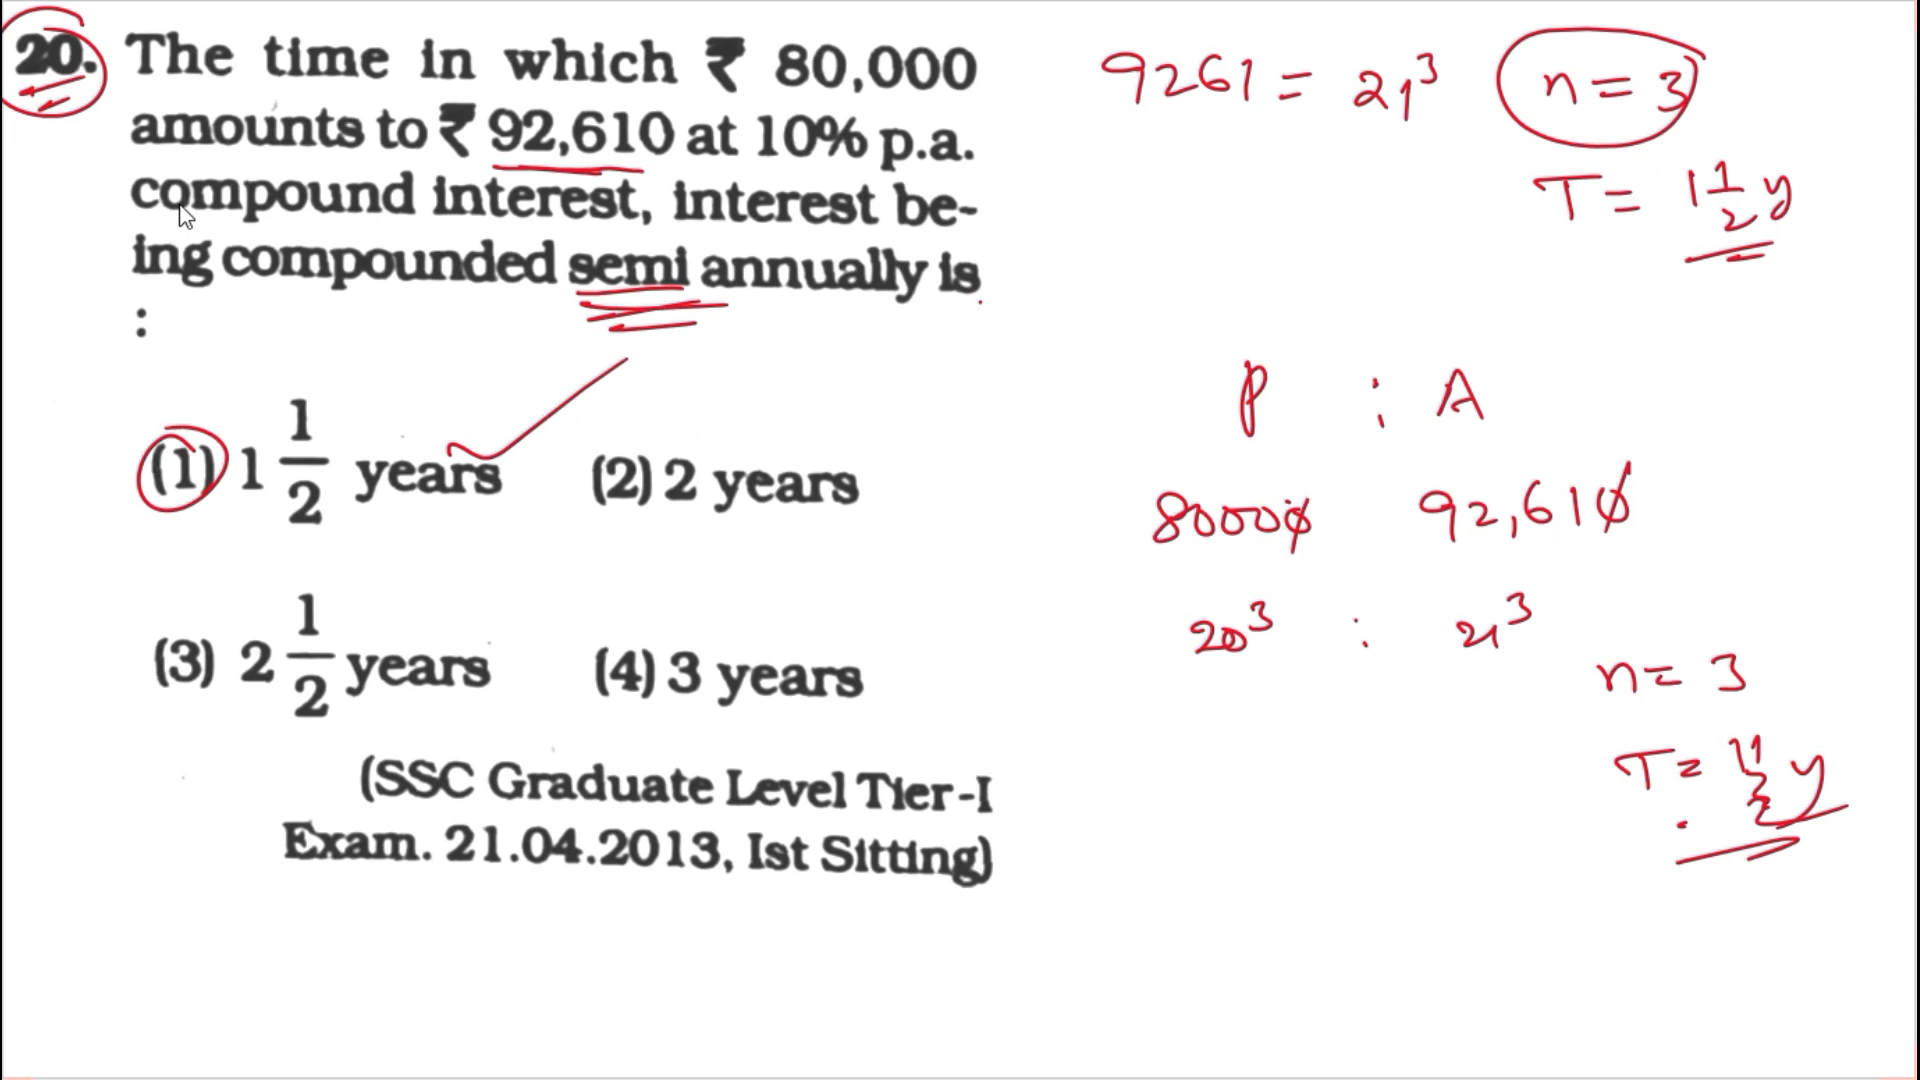 20. The time in which ₹ 80,000
amounts to ₹ 92,610 at 10% p.a.
compound interest, interest be-
ing compounded semi annually is
:
(1) 1 1/2 years (2) 2 years
(3) 2 1/2 years (4) 3 years
(SSC Graduate Level Tier-I
Exam. 21.04.2013, Ist Sitting)
9261 = 21³ n = 3
T = 1 1/2 y
P : A
80000 92,610
20³ : 21³
n = 3
T = 1 1/2 y